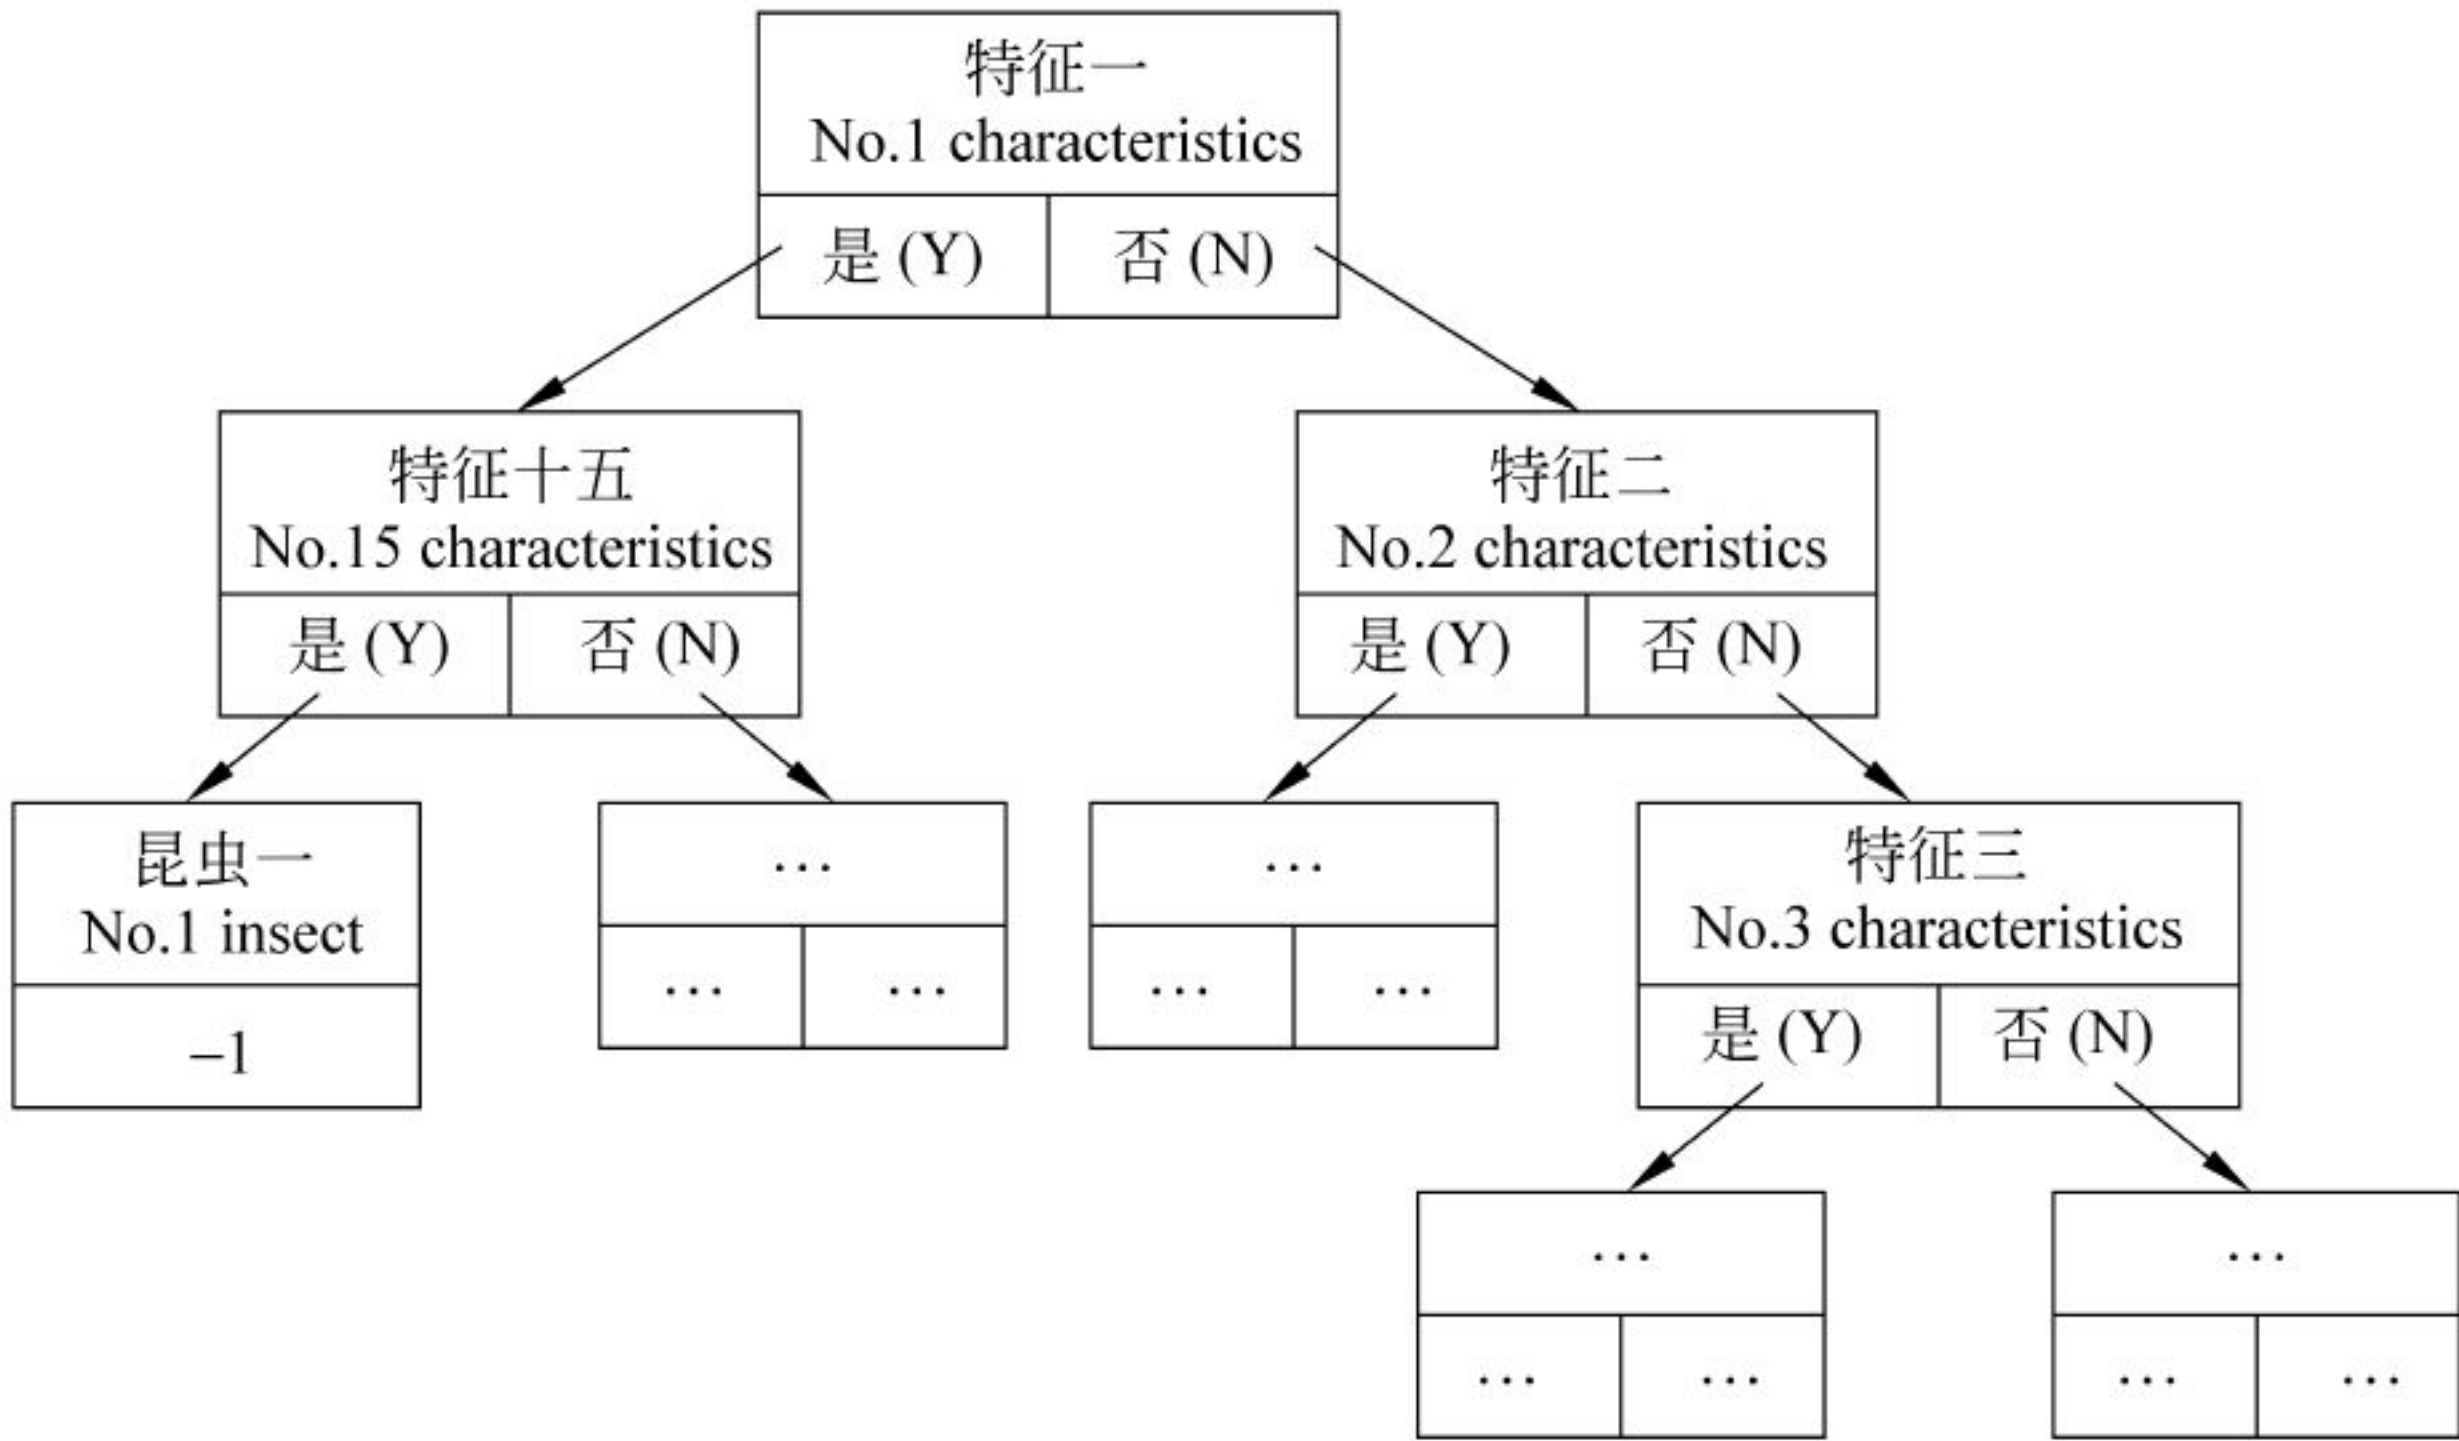 特征一
No.1 characteristics
是 (Y) 否 (N)
特征十五
No.15 characteristics
是 (Y) 否 (N)
特征二
No.2 characteristics
是 (Y) 否 (N)
昆虫一
No.1 insect
–1
…
… …
…
… …
特征三
No.3 characteristics
是 (Y) 否 (N)
…
… …
…
… …